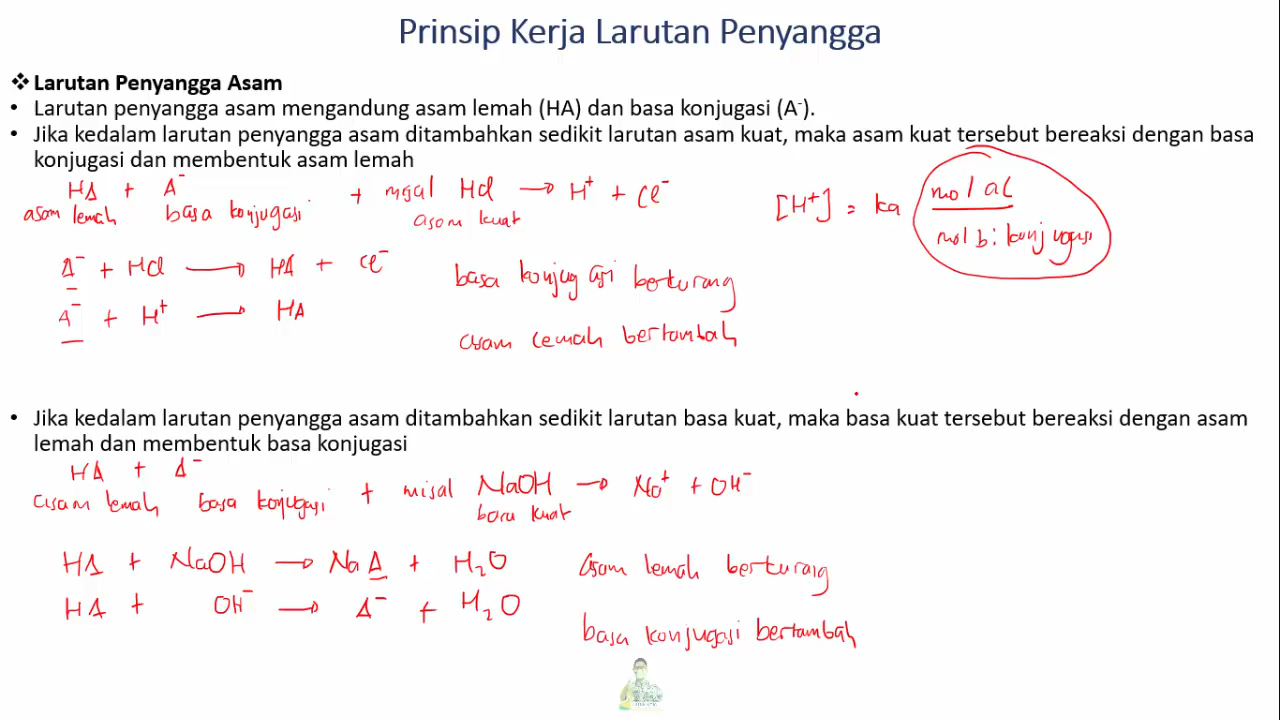 Prinsip Kerja Larutan Penyangga
❖ Larutan Penyangga Asam
• Larutan penyangga asam mengandung asam lemah (HA) dan basa konjugasi (A⁻).
• Jika kedalam larutan penyangga asam ditambahkan sedikit larutan asam kuat, maka asam kuat tersebut bereaksi dengan basa
konjugasi dan membentuk asam lemah
HA + A⁻ + misal HCl → H⁺ + Cl⁻
asam lemah basa konjugasi asam kuat
[H⁺] = ka mol al / mol b. konjugasi
A⁻ + HCl → HA + Cl⁻
basa konjugasi berkurang
A⁻ + H⁺ → HA
asam lemah bertambah
• Jika kedalam larutan penyangga asam ditambahkan sedikit larutan basa kuat, maka basa kuat tersebut bereaksi dengan asam
lemah dan membentuk basa konjugasi
HA + A⁻
asam lemah basa konjugasi + misal NaOH → Na⁺ + OH⁻
basa kuat
HA + NaOH → NaA + H₂O asam lemah berkurang
HA + OH⁻ → A⁻ + H₂O
basa konjugasi bertambah